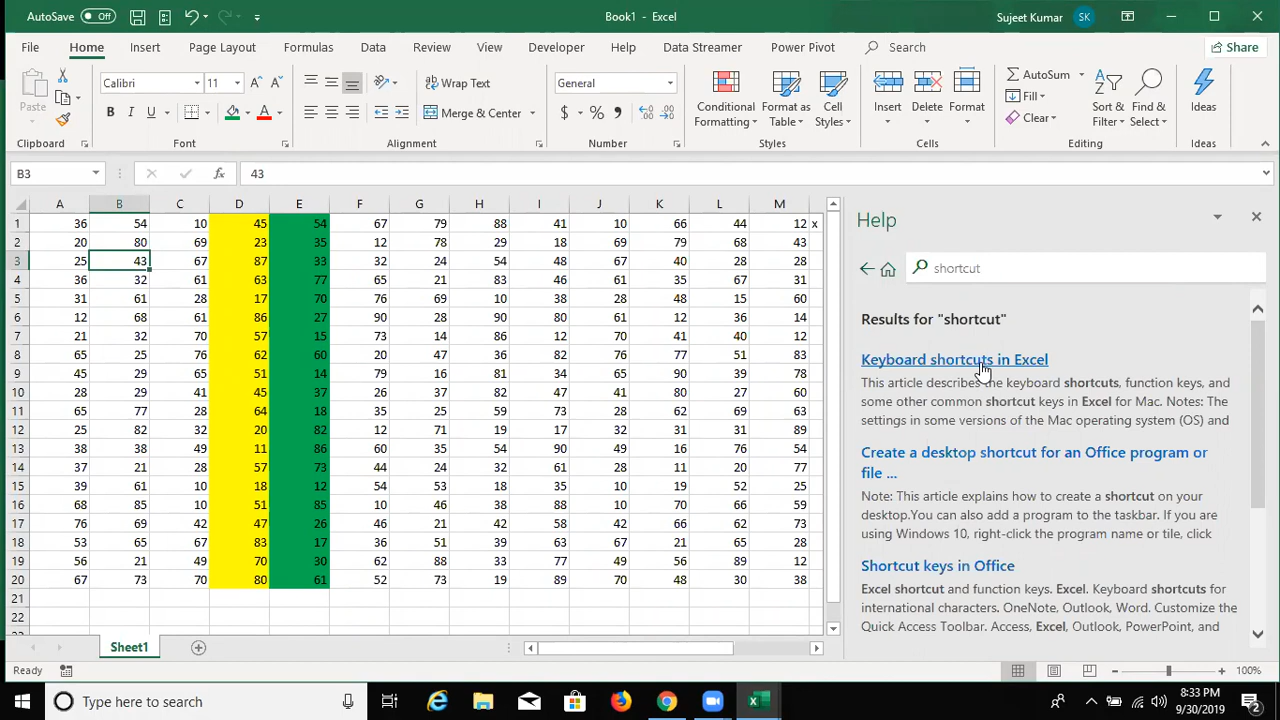 AutoSave Off Book1 - Excel Sujeet Kumar SK
File Home Insert Page Layout Formulas Data Review View Developer Help Data Streamer Power Pivot Search Share
Paste Calibri 11 Wrap Text General Conditional Formatting Format as Table Cell Styles Insert Delete Format AutoSum Sort & Filter Find & Select Ideas
B I U Merge & Center $ % , Fill Clear
Clipboard Font Alignment Number Styles Cells Editing Ideas
B3 fx 43
A B C D E F G H I J K L M
1 36 54 10 45 54 67 79 88 41 10 66 44 12 x
2 20 80 69 23 35 12 78 29 18 69 79 68 43
3 25 43 67 87 33 32 24 54 48 67 40 28 28
4 36 32 61 63 77 65 21 83 46 61 35 67 31
5 31 61 28 17 70 76 69 10 38 28 48 15 60
6 12 68 61 86 27 90 28 90 80 61 12 36 14
7 21 32 70 57 15 73 14 86 12 70 41 40 12
8 65 25 76 62 60 20 47 36 82 76 77 51 83
9 45 29 65 51 14 79 16 81 34 65 90 39 78
10 28 29 41 45 37 26 37 82 47 41 80 27 60
11 65 77 28 64 18 35 25 59 73 28 62 69 63
12 25 82 32 20 82 12 71 19 17 32 31 31 89
13 38 38 49 11 86 60 35 54 90 49 16 76 54
14 37 21 28 57 73 44 24 32 61 28 11 20 77
15 39 61 10 18 12 54 53 18 35 10 48 28 25
16 68 85 10 51 85 10 46 38 88 10 70 66 59
17 76 69 42 47 26 46 21 42 58 42 66 62 73
18 53 65 67 83 17 36 51 39 63 67 21 65 31
19 56 21 49 70 30 62 88 33 77 49 56 89 12
20 67 73 70 80 61 52 73 19 89 70 48 30 38
21
22
Help
shortcut
Results for "shortcut"
Keyboard shortcuts in Excel
This article describes the keyboard shortcuts, function keys, and
some other common shortcut keys in Excel for Mac. Notes: The
settings in some versions of the Mac operating system (OS) and
Create a desktop shortcut for an Office program or
file ...
Note: This article explains how to create a shortcut on your
desktop.You can also add a program to the taskbar. If you are
using Windows 10, right-click the program name or tile, click
Shortcut keys in Office
Excel shortcut and function keys. Excel. Keyboard shortcuts for
international characters. OneNote, Outlook, Word. Customize the
Quick Access Toolbar. Access, Excel, Outlook, PowerPoint, and
Sheet1
Ready 100%
Type here to search 8:33 PM
9/30/2019 2